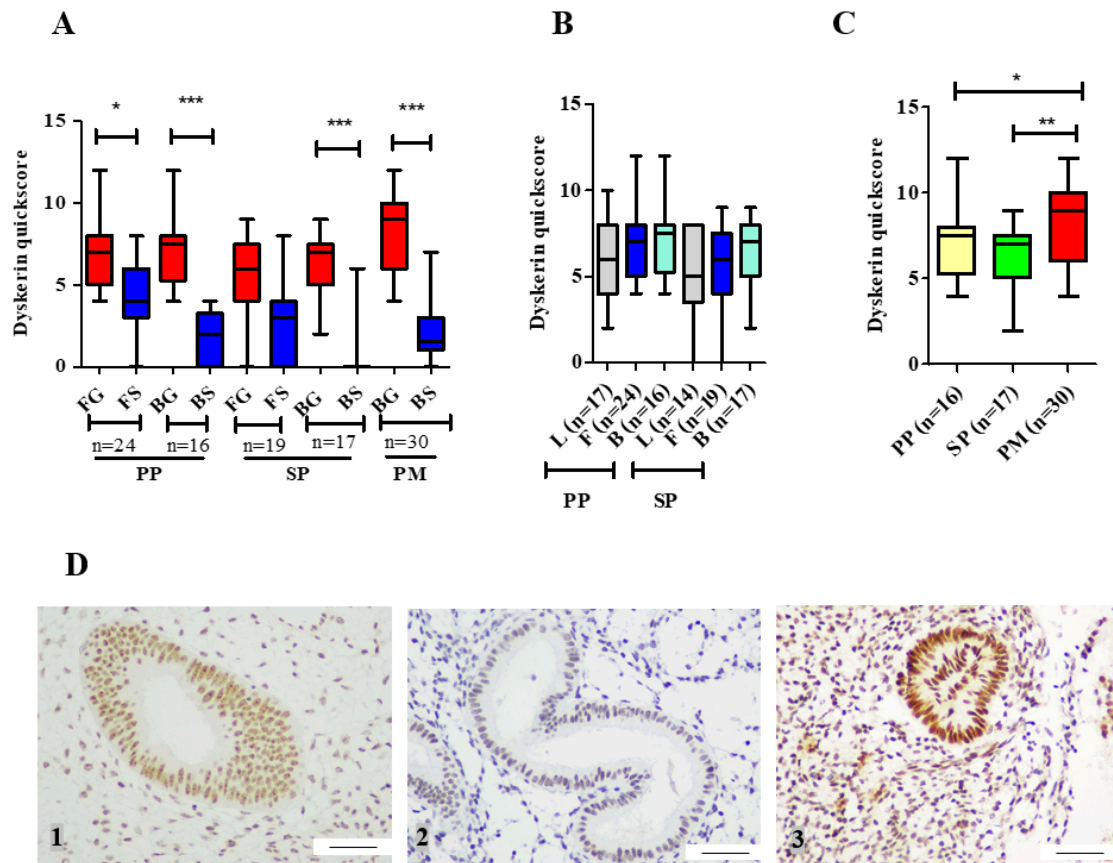 A
Dyskerin quickscore
15
10
5
0
* *** *** ***
FG FS BG BS FG FS BG BS BG BS
n=24 n=16 n=19 n=17 n=30
PP SP PM
B
Dyskerin quickscore
15
10
5
0
L (n=17) F (n=24) B (n=16) L (n=14) F (n=19) B (n=17)
PP SP
C
Dyskerin quickscore
15
10
5
0
*
**
PP (n=16) SP (n=17) PM (n=30)
D
1 2 3